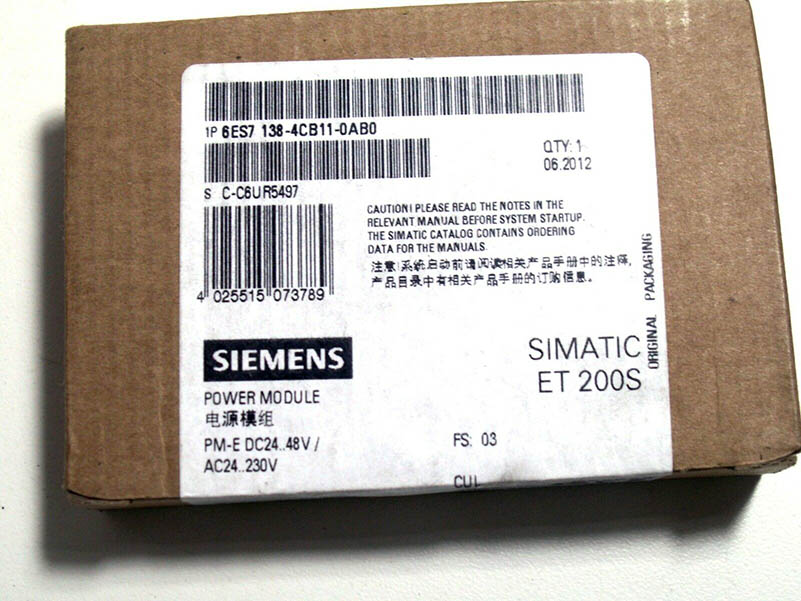 1P 6ES7 138-4CB11-0AB0
QTY: 1
06.2012
S C-C6UR5497
CAUTION! PLEASE READ THE NOTES IN THE
RELEVANT MANUAL BEFORE SYSTEM STARTUP.
THE SIMATIC CATALOG CONTAINS ORDERING
DATA FOR THE MANUALS.
注意!系统启动前请阅读相关产品手册中的注释,
产品目录中有相关产品手册的订购信息。
4 025515 073789
ORIGINAL PACKAGING
SIEMENS
SIMATIC
ET 200S
POWER MODULE
电源模组
PM-E DC24..48V /
AC24..230V
FS: 03